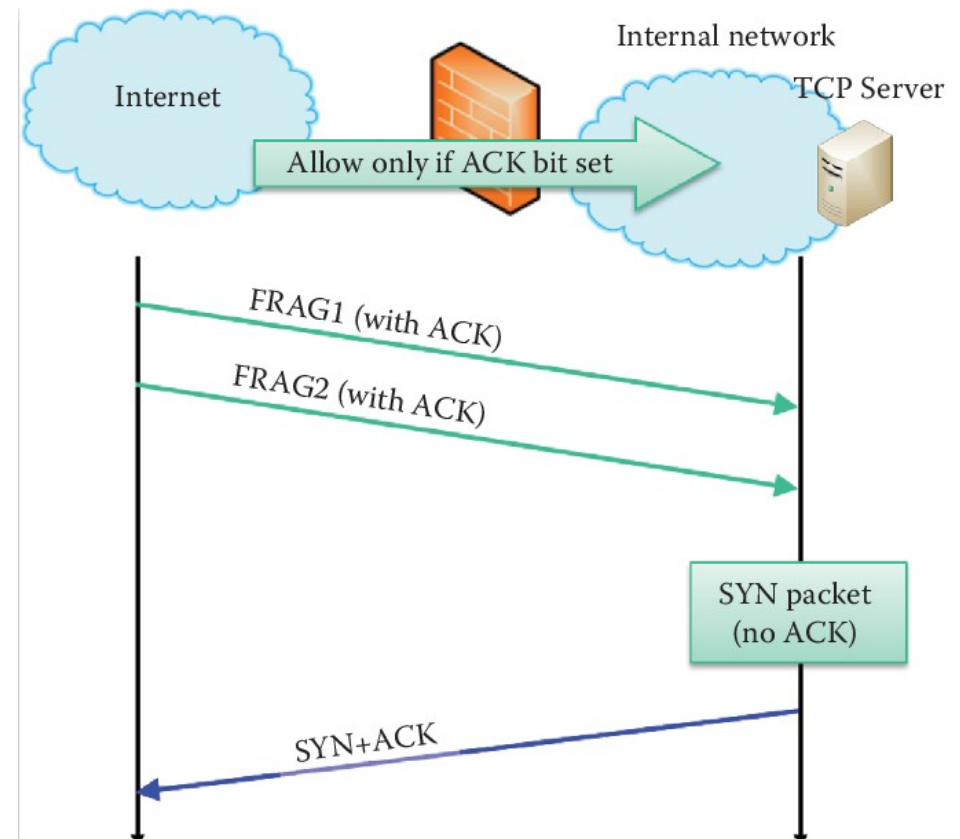 Internal network
TCP Server
Internet
Allow only if ACK bit set
FRAG1 (with ACK)
FRAG2 (with ACK)
SYN packet
(no ACK)
SYN+ACK